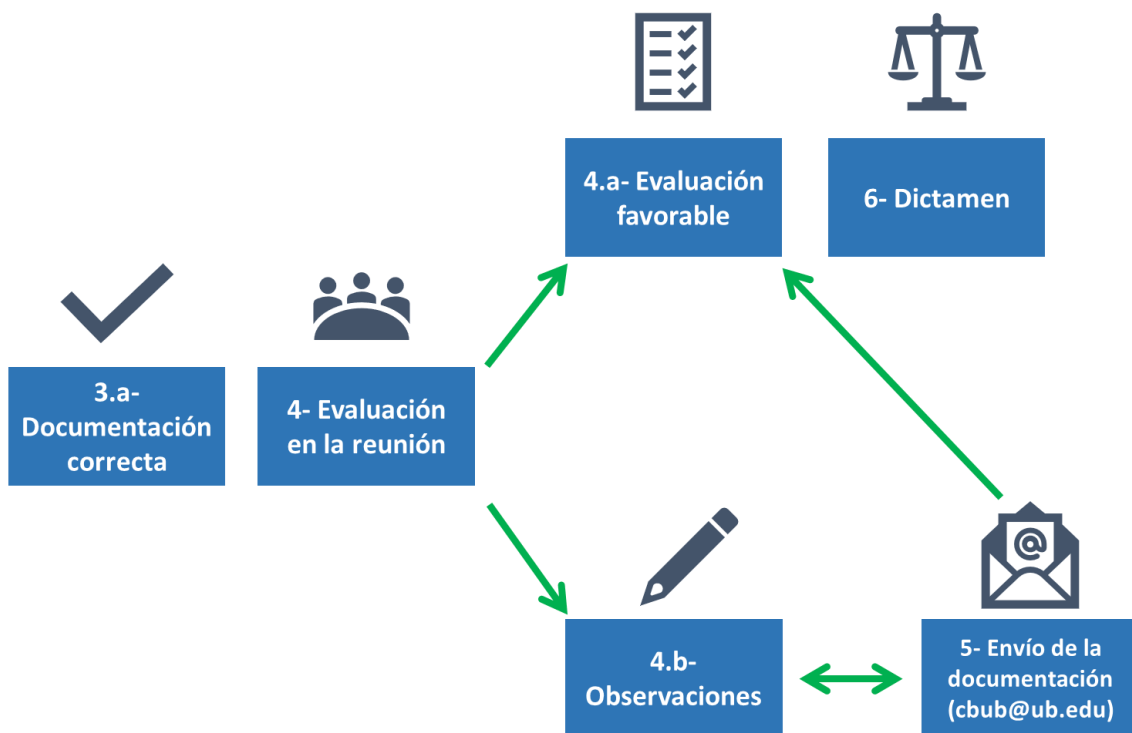 4.a- Evaluación
favorable
6- Dictamen
3.a-
Documentación
correcta
4- Evaluación
en la reunión
4.b-
Observaciones
5- Envío de la
documentación
(cbub@ub.edu)
@